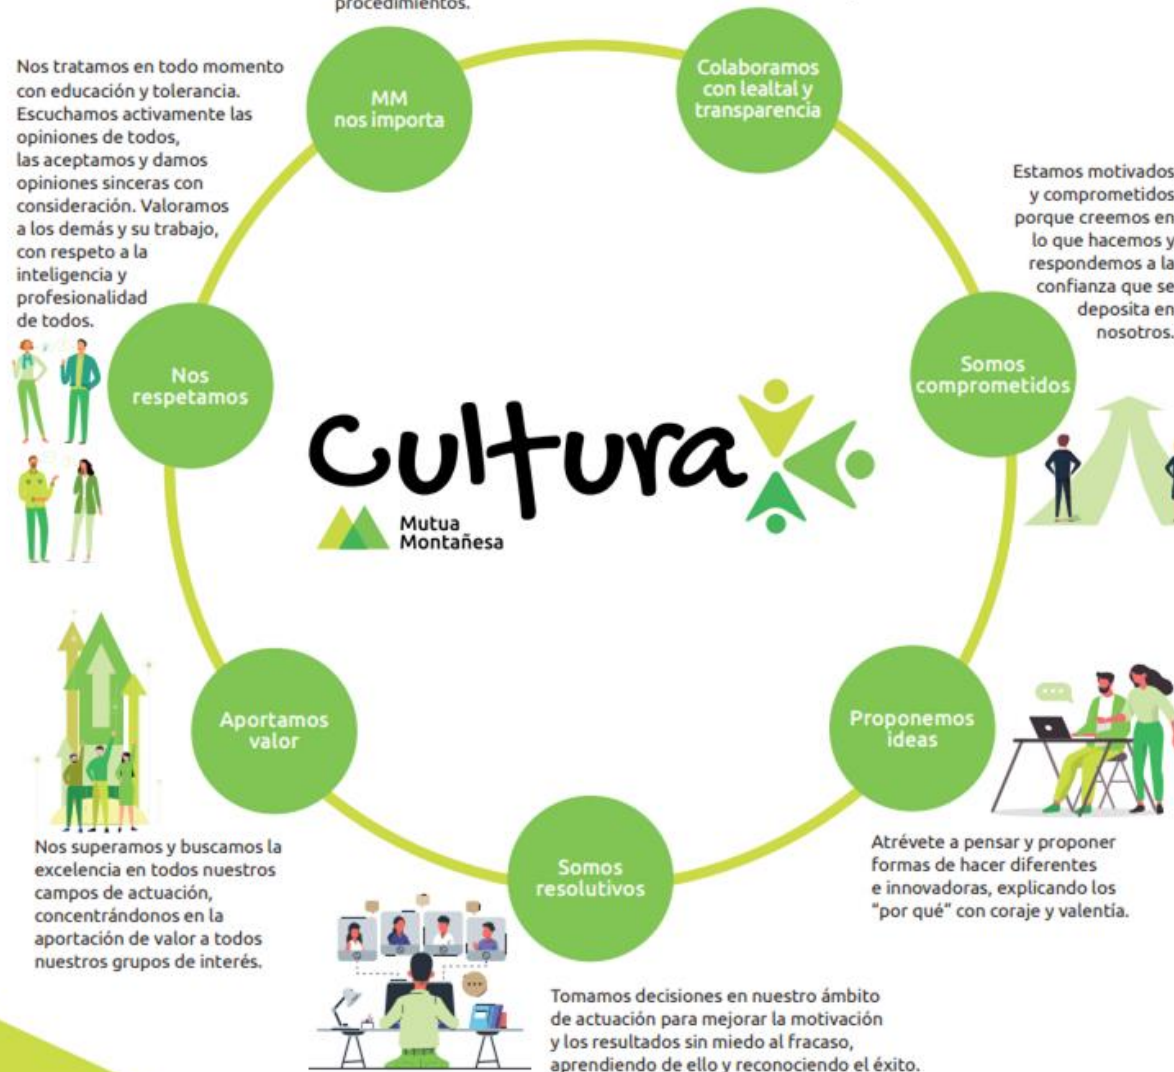 procedimientos.
MM
nos importa
Colaboramos
con lealtal y
transparencia
Nos tratamos en todo momento
con educación y tolerancia.
Escuchamos activamente las
opiniones de todos,
las aceptamos y damos
opiniones sinceras con
consideración. Valoramos
a los demás y su trabajo,
con respeto a la
inteligencia y
profesionalidad
de todos.
Nos
respetamos
Estamos motivados
y comprometidos
porque creemos en
lo que hacemos y
respondemos a la
confianza que se
deposita en
nosotros.
Somos
comprometidos
Cultura
Mutua
Montañesa
Aportamos
valor
Nos superamos y buscamos la
excelencia en todos nuestros
campos de actuación,
concentrándonos en la
aportación de valor a todos
nuestros grupos de interés.
Proponemos
ideas
Atrévete a pensar y proponer
formas de hacer diferentes
e innovadoras, explicando los
"por qué" con coraje y valentía.
Somos
resolutivos
Tomamos decisiones en nuestro ámbito
de actuación para mejorar la motivación
y los resultados sin miedo al fracaso,
aprendiendo de ello y reconociendo el éxito.